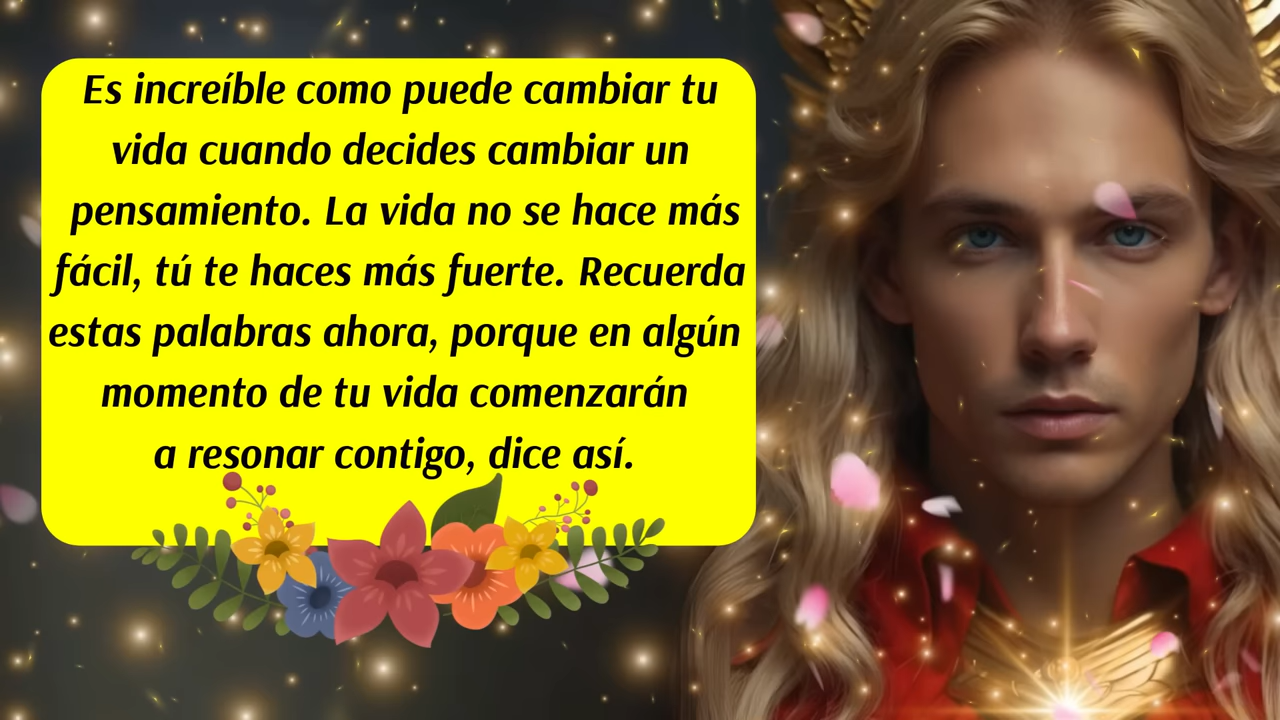 Es increíble como puede cambiar tu
vida cuando decides cambiar un
pensamiento. La vida no se hace más
fácil, tú te haces más fuerte. Recuerda
estas palabras ahora, porque en algún
momento de tu vida comenzarán
a resonar contigo, dice así.